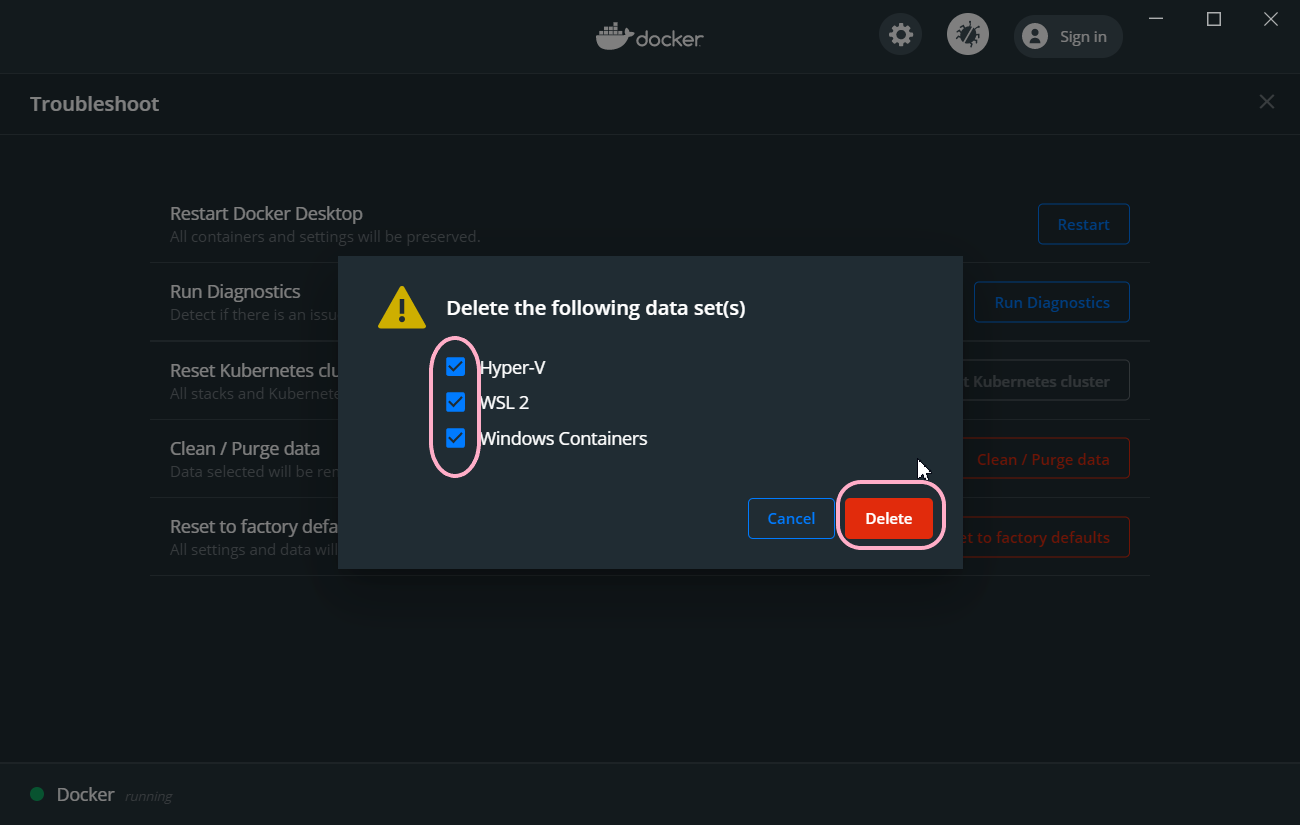 docker
Sign in
Troubleshoot
Restart Docker Desktop
All containers and settings will be preserved.
Restart
Run Diagnostics
Detect if there is an issu
Run Diagnostics
Reset Kubernetes clu
All stacks and Kubernete
t Kubernetes cluster
Clean / Purge data
Data selected will be rem
Clean / Purge data
Reset to factory defa
All settings and data will
et to factory defaults
Delete the following data set(s)
Hyper-V
WSL 2
Windows Containers
Cancel
Delete
Docker running